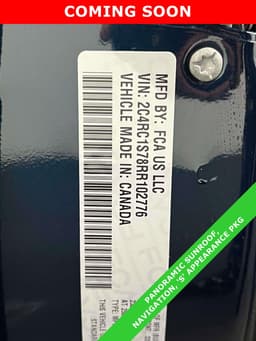 COMING SOON
MFD BY: FCA US LLC
VIN: 2C4RC1S78RR102776
VEHICLE MADE IN: CANADA
PANORAMIC SUNROOF,
NAVIGATION, 'S' APPEARANCE PKG